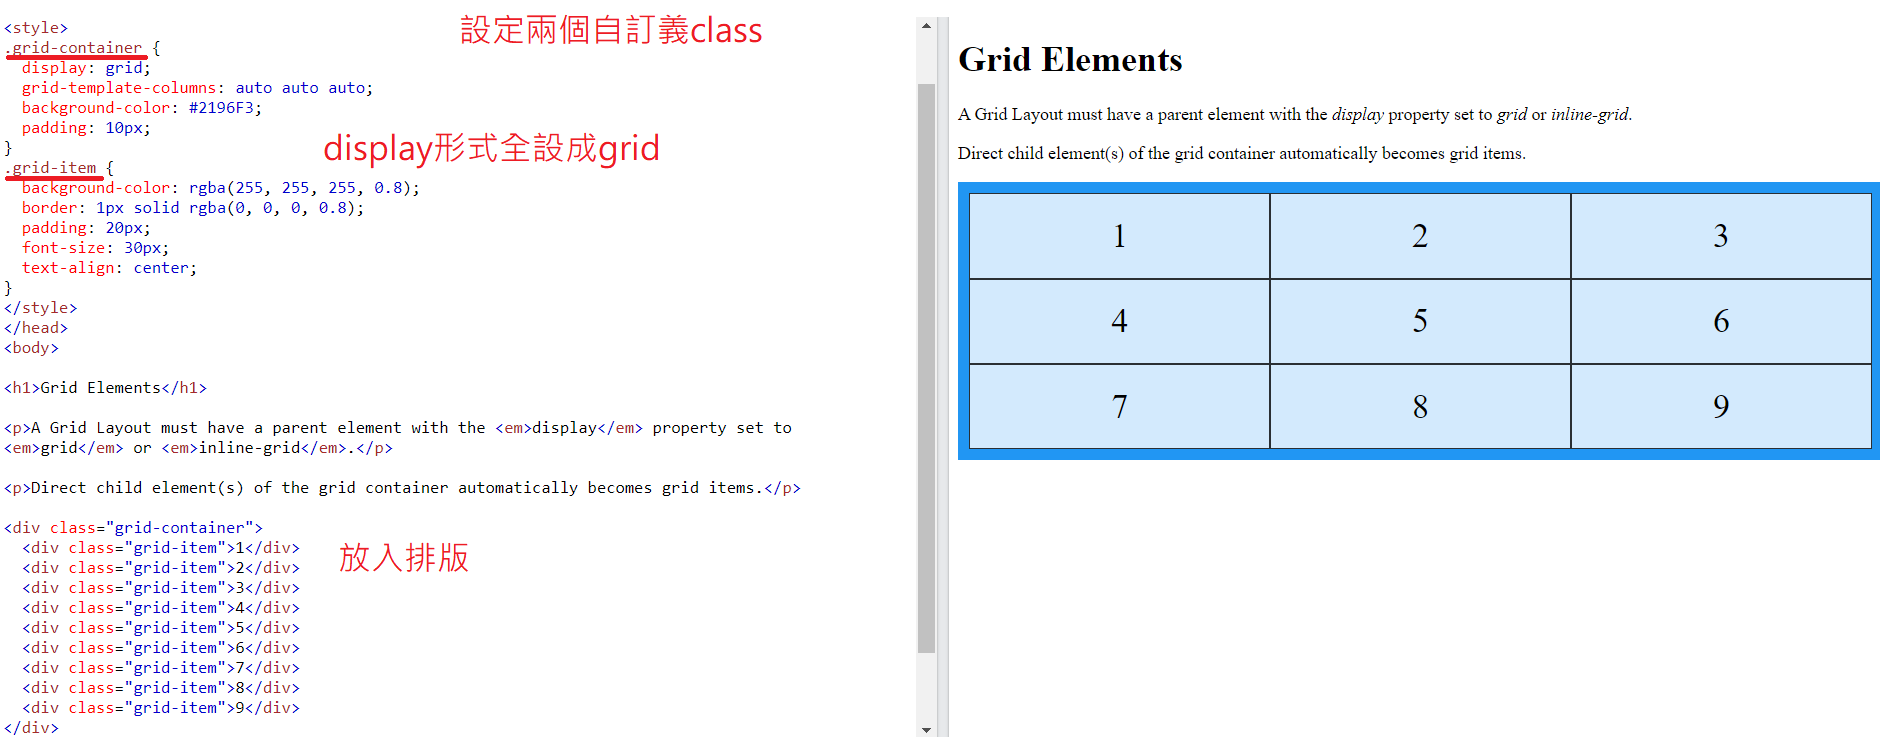 <style>
設定兩個自訂義class
.grid-container {
  display: grid;
  grid-template-columns: auto auto auto;
  background-color: #2196F3;
  padding: 10px;
}
display形式全設成grid
.grid-item {
  background-color: rgba(255, 255, 255, 0.8);
  border: 1px solid rgba(0, 0, 0, 0.8);
  padding: 20px;
  font-size: 30px;
  text-align: center;
}
</style>
</head>
<body>
<h1>Grid Elements</h1>
<p>A Grid Layout must have a parent element with the <em>display</em> property set to
<em>grid</em> or <em>inline-grid</em>.</p>
<p>Direct child element(s) of the grid container automatically becomes grid items.</p>
<div class="grid-container">
  <div class="grid-item">1</div>
放入排版
  <div class="grid-item">2</div>
  <div class="grid-item">3</div>
  <div class="grid-item">4</div>
  <div class="grid-item">5</div>
  <div class="grid-item">6</div>
  <div class="grid-item">7</div>
  <div class="grid-item">8</div>
  <div class="grid-item">9</div>
</div>
Grid Elements
A Grid Layout must have a parent element with the display property set to grid or inline-grid.
Direct child element(s) of the grid container automatically becomes grid items.
1 2 3
4 5 6
7 8 9